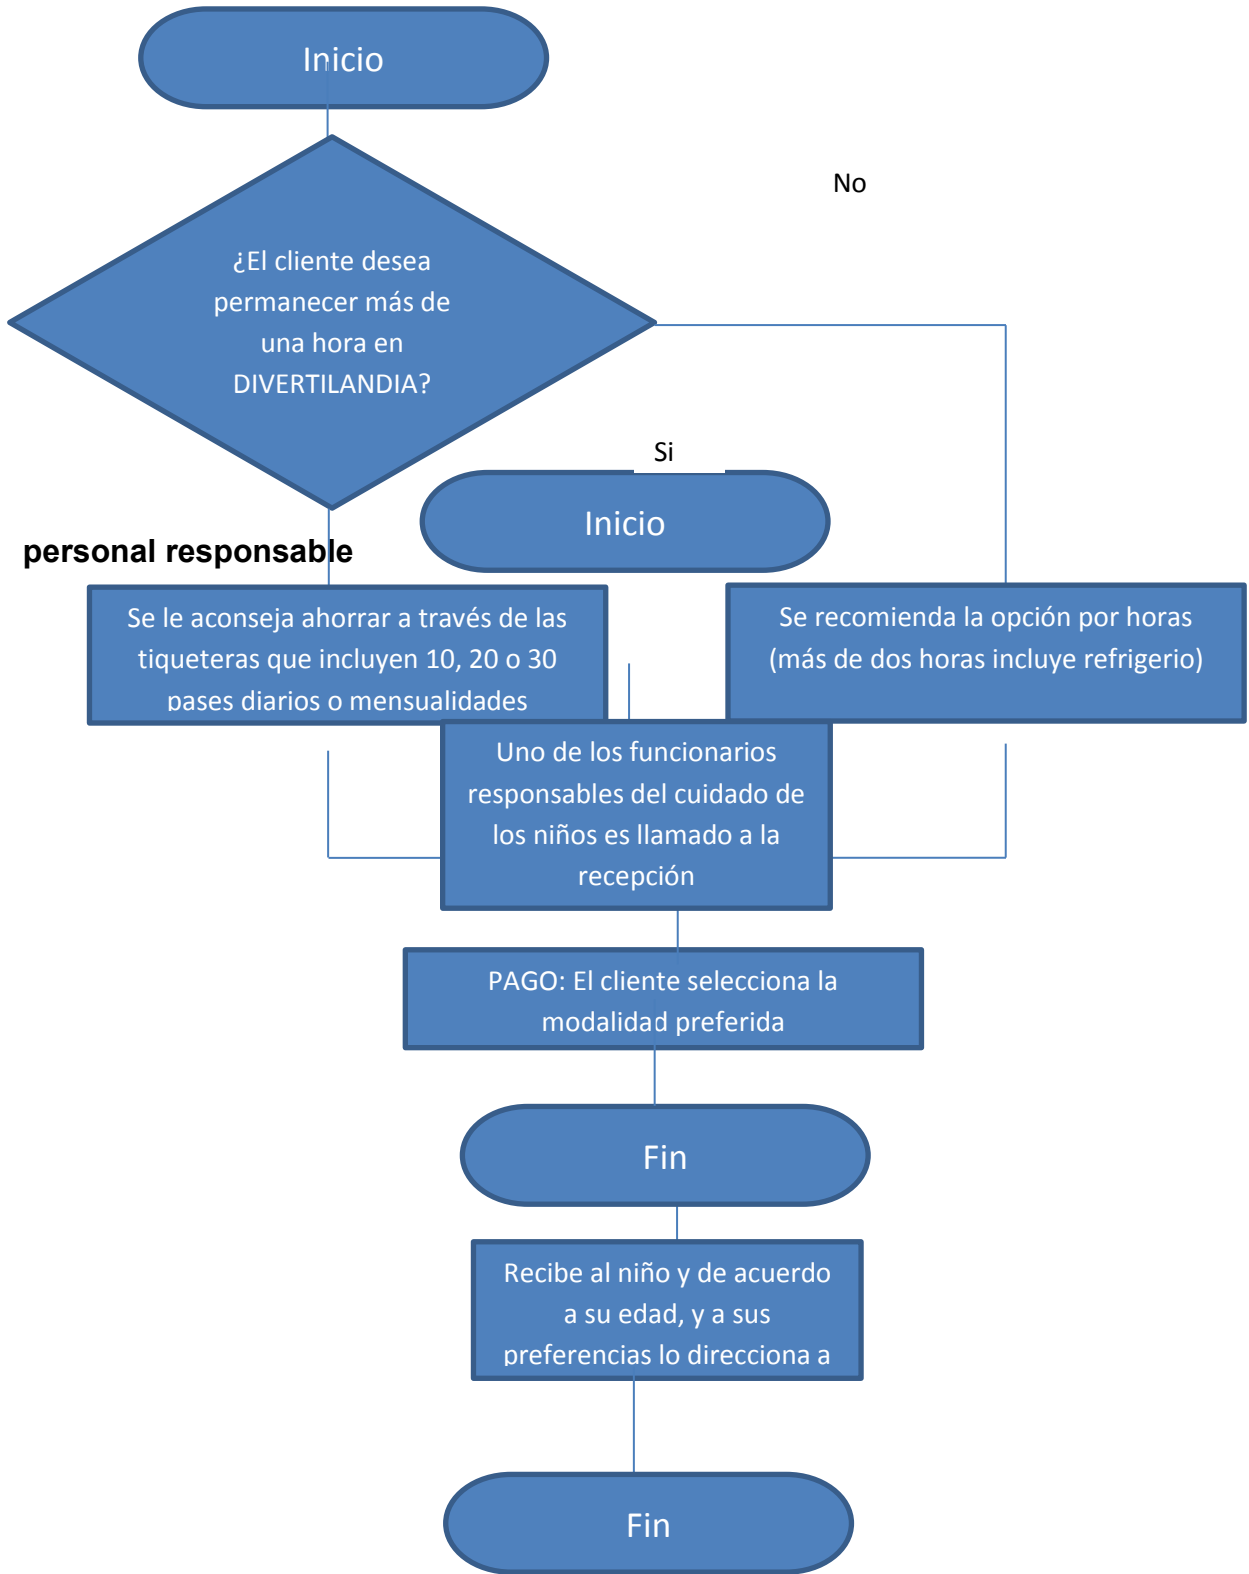 Inicio
No
¿El cliente desea
permanecer más de
una hora en
DIVERTILANDIA?
Si
Inicio
personal responsable
Se le aconseja ahorrar a través de las
tiqueteras que incluyen 10, 20 o 30
pases diarios o mensualidades
Se recomienda la opción por horas
(más de dos horas incluye refrigerio)
Uno de los funcionarios
responsables del cuidado de
los niños es llamado a la
recepción
PAGO: El cliente selecciona la
modalidad preferida
Fin
Recibe al niño y de acuerdo
a su edad, y a sus
preferencias lo direcciona a
Fin